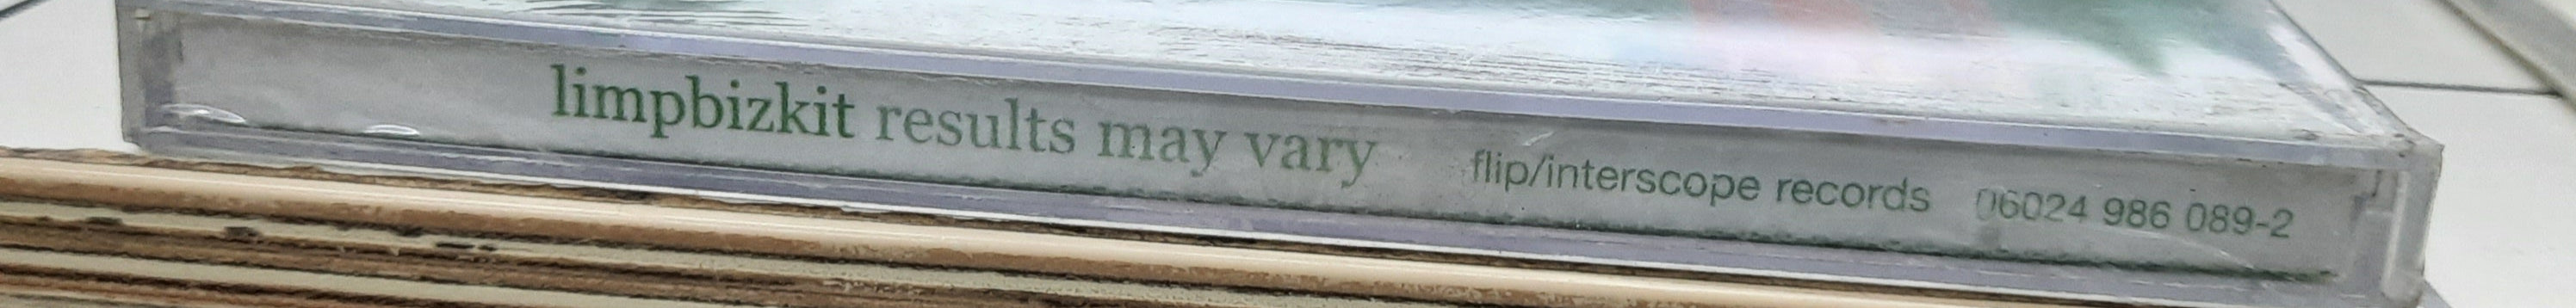 limpbizkit results may vary flip/interscope records 06024 986 089-2